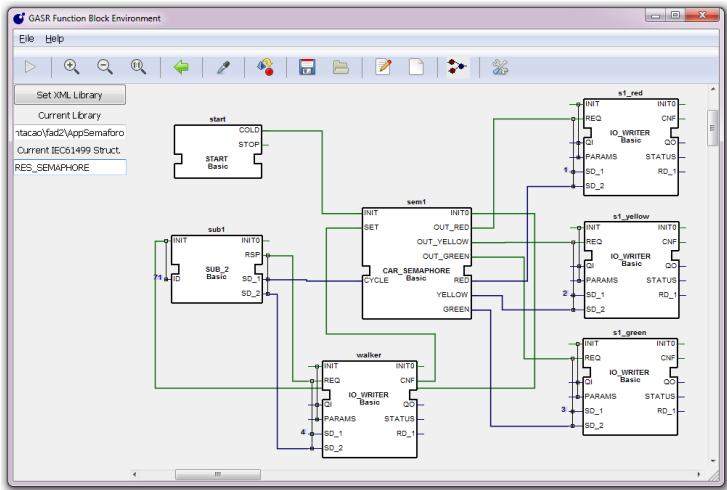 GASR Function Block Environment
File Help
Set XML Library
Current Library
ntacao\fad2\AppSemaforo
Current IEC61499 Struct.
RES_SEMAPHORE
start
COLD
STOP
START
Basic
sub1
INIT INIT0
RSP
SUB_2
Basic
71 ID SD_1
SD_2
sem1
INIT INIT0
SET OUT_RED
OUT_YELLOW
OUT_GREEN
CAR_SEMAPHORE
Basic
CYCLE RED
YELLOW
GREEN
walker
INIT INIT0
REQ CNF
IO_WRITER
Basic
QI QO
PARAMS STATUS
4 SD_1 RD_1
SD_2
s1_red
INIT INIT0
REQ CNF
IO_WRITER
Basic
QI QO
PARAMS STATUS
1 SD_1 RD_1
SD_2
s1_yellow
INIT INIT0
REQ CNF
IO_WRITER
Basic
QI QO
PARAMS STATUS
2 SD_1 RD_1
SD_2
s1_green
INIT INIT0
REQ CNF
IO_WRITER
Basic
QI QO
PARAMS STATUS
3 SD_1 RD_1
SD_2